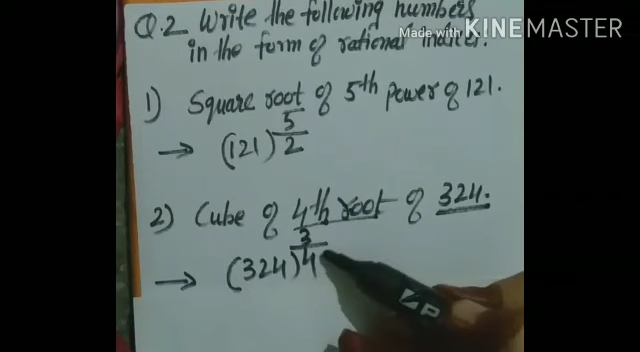 Q.2 Write the following numbers
in the form of rational indices.
Made with KINEMASTER
1) Square root of 5th power of 121.
→ (121)^5/2
2) Cube of 4th root of 324.
→ (324)^3/4